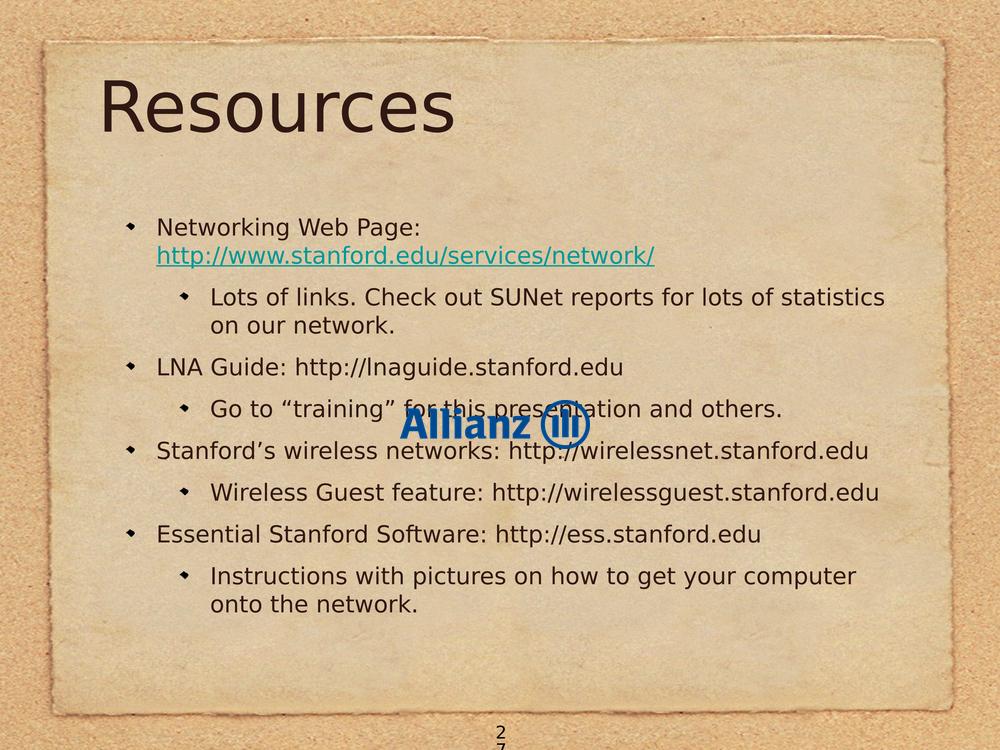 Resources
Networking Web Page:
http://www.stanford.edu/services/network/
Lots of links. Check out SUNet reports for lots of statistics
on our network.
LNA Guide: http://lnaguide.stanford.edu
Go to “training” for this presentation and others.
Allianz
Stanford’s wireless networks: http://wirelessnet.stanford.edu
Wireless Guest feature: http://wirelessguest.stanford.edu
Essential Stanford Software: http://ess.stanford.edu
Instructions with pictures on how to get your computer
onto the network.
2
7